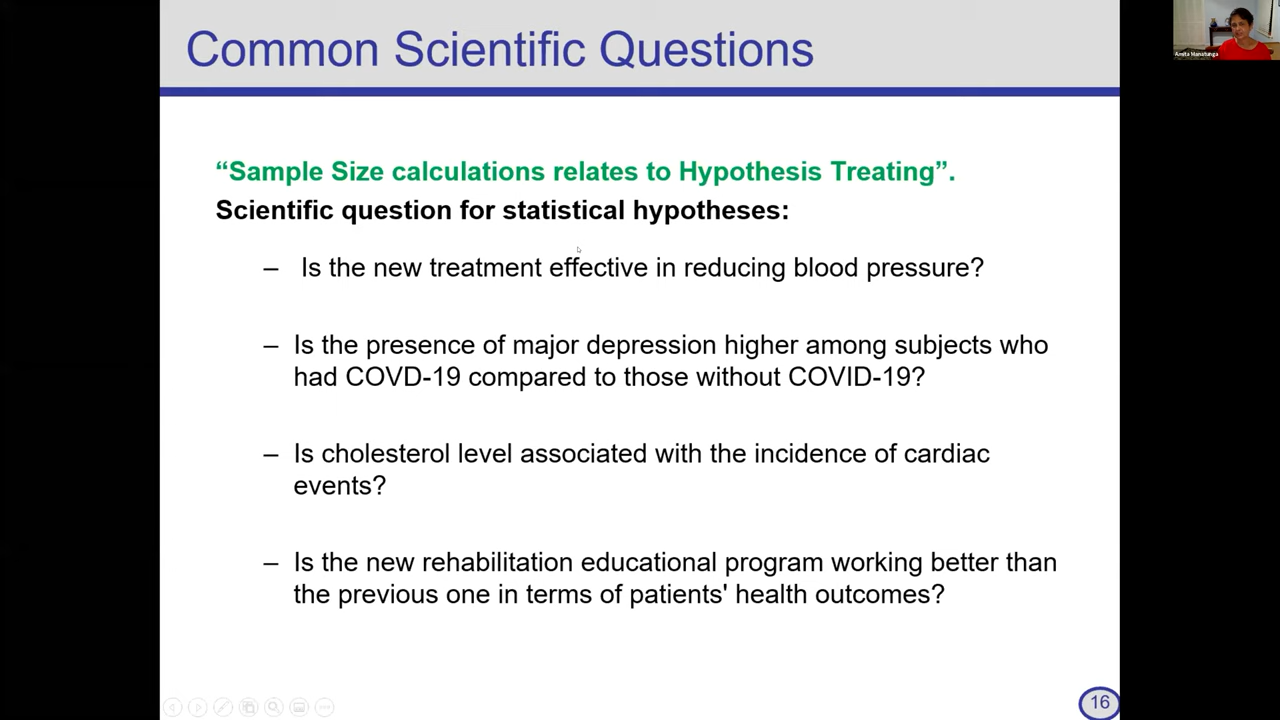 Common Scientific Questions
Amita Manatunga
“Sample Size calculations relates to Hypothesis Treating”.
Scientific question for statistical hypotheses:
– Is the new treatment effective in reducing blood pressure?
– Is the presence of major depression higher among subjects who
had COVD-19 compared to those without COVID-19?
– Is cholesterol level associated with the incidence of cardiac
events?
– Is the new rehabilitation educational program working better than
the previous one in terms of patients' health outcomes?
16